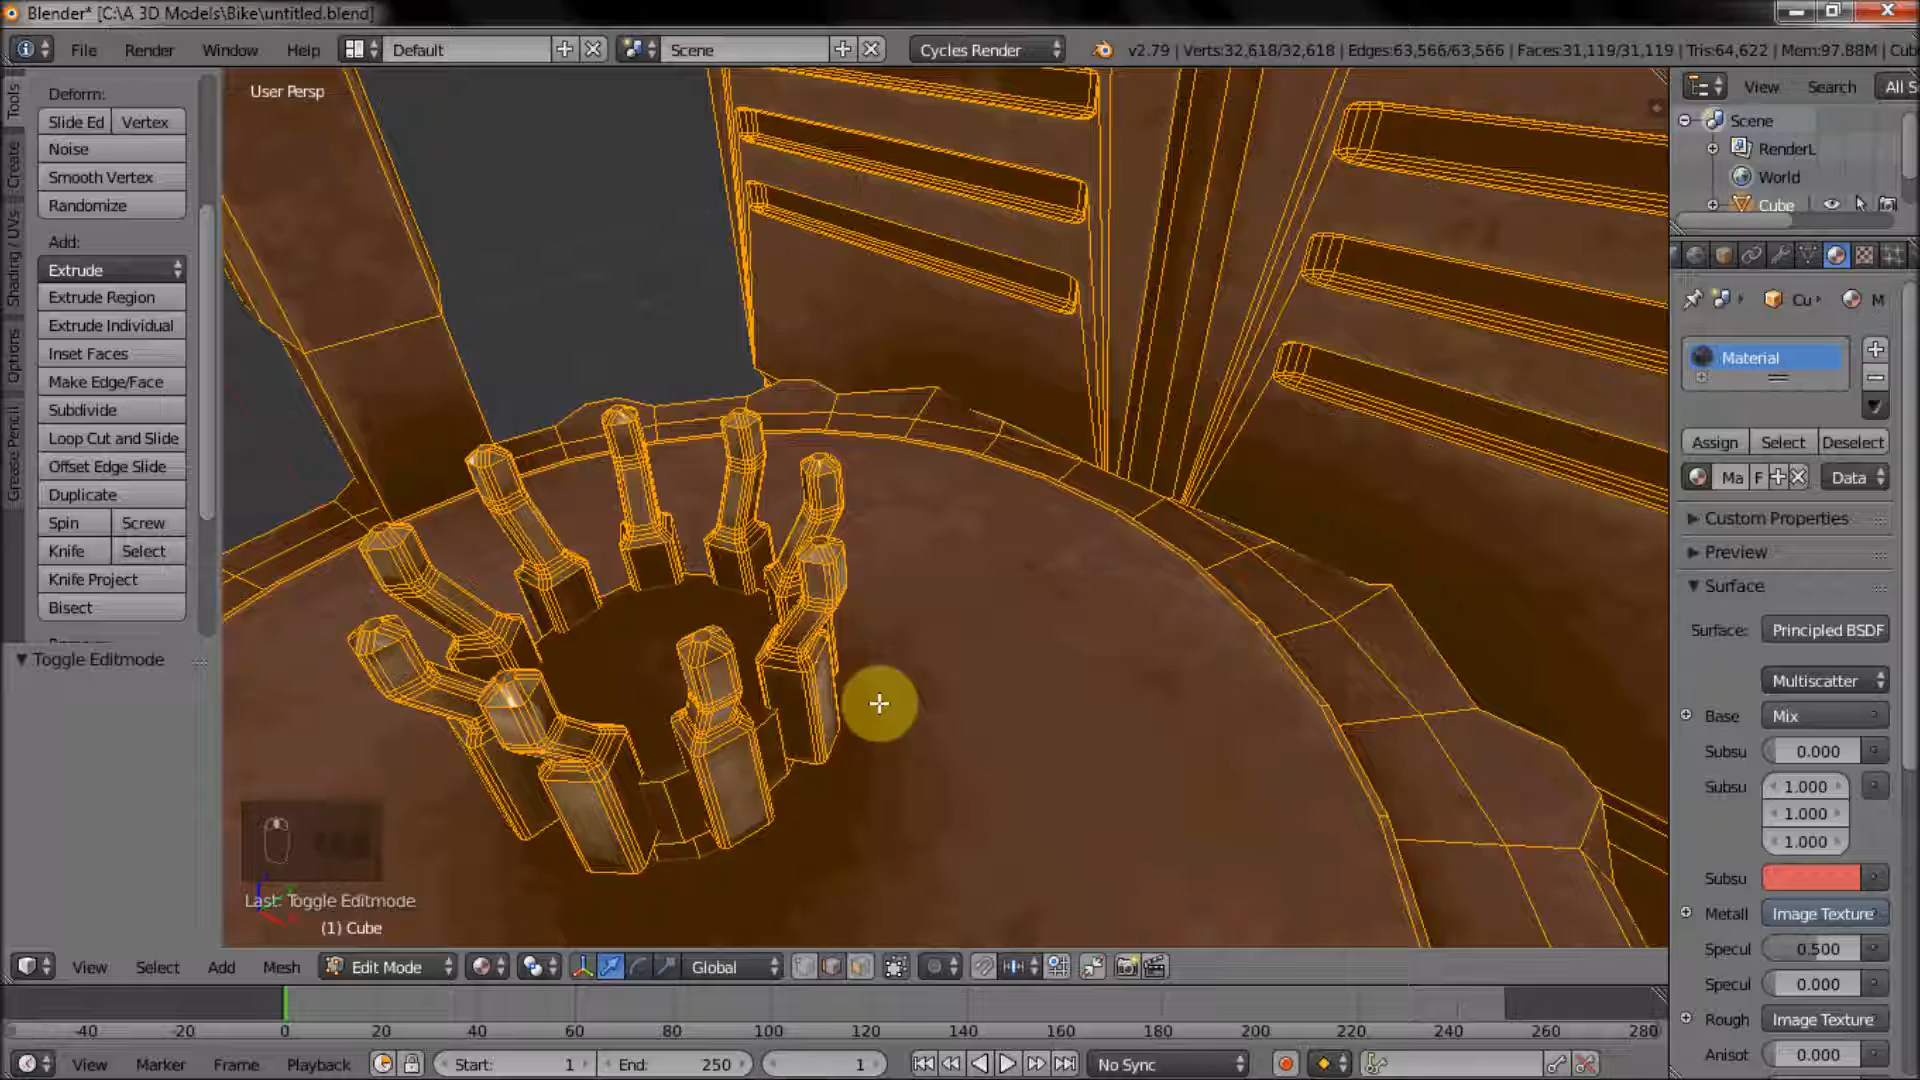 Blender* [C:\A 3D Models\Bike\untitled.blend]
File Render Window Help Default Scene Cycles Render v2.79 | Verts:32,618/32,618 | Edges:63,566/63,566 | Faces:31,119/31,119 | Tris:64,622 | Mem:97.88M | Cub
Tools
Create
Shading / UVs
Options
Grease Pencil
Deform:
Slide Ed Vertex
Noise
Smooth Vertex
Randomize
Add:
Extrude
Extrude Region
Extrude Individual
Inset Faces
Make Edge/Face
Subdivide
Loop Cut and Slide
Offset Edge Slide
Duplicate
Spin Screw
Knife Select
Knife Project
Bisect
Toggle Editmode
User Persp
Last: Toggle Editmode
(1) Cube
View Search All S
Scene
RenderL
World
Cube
Cu M
Material
Assign Select Deselect
Ma F Data
Custom Properties
Preview
Surface
Surface: Principled BSDF
Multiscatter
Base Mix
Subsu 0.000
Subsu 1.000
1.000
1.000
Subsu
Metall Image Texture
Specul 0.500
Specul 0.000
Rough Image Texture
Anisot 0.000
View Select Add Mesh Edit Mode Global
-40 -20 0 20 40 60 80 100 120 140 160 180 200 220 240 260 280
View Marker Frame Playback Start: 1 End: 250 1 No Sync